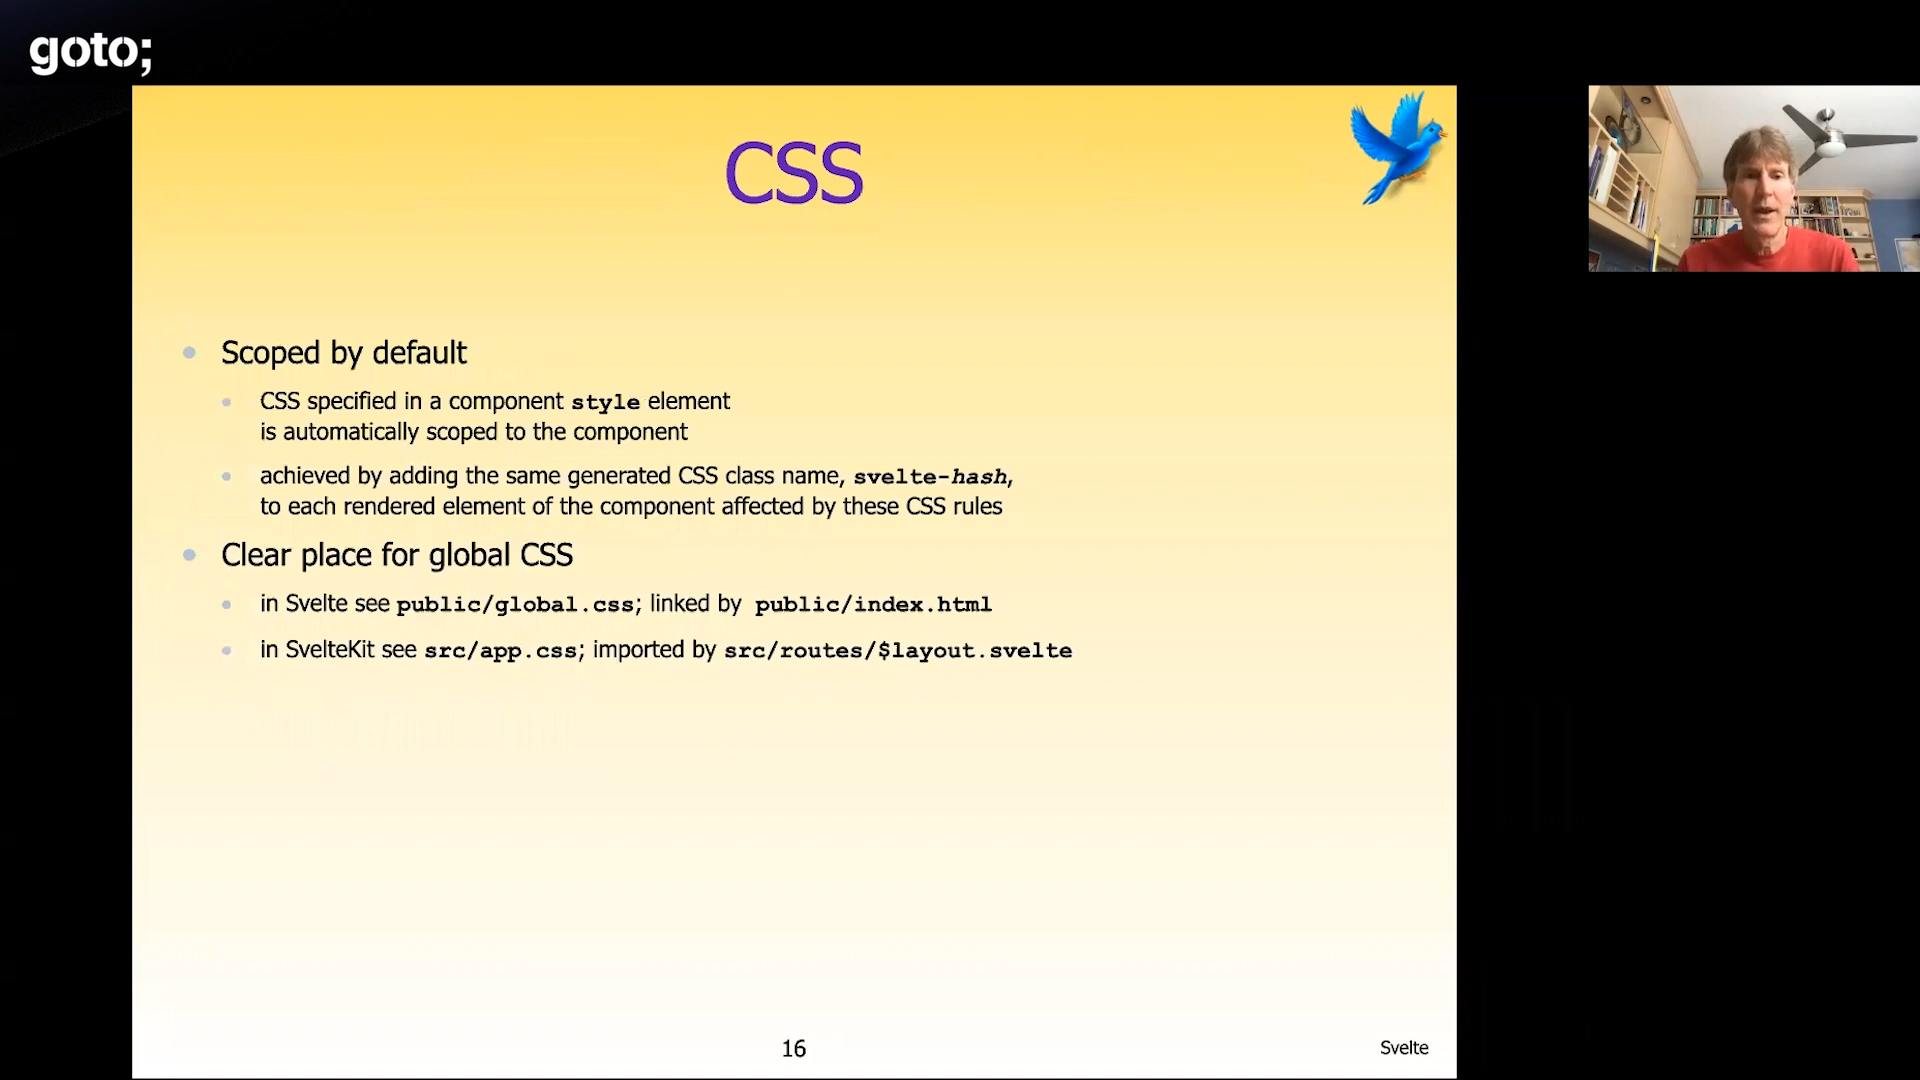 goto;
CSS
Scoped by default
CSS specified in a component style element
is automatically scoped to the component
achieved by adding the same generated CSS class name, svelte-hash,
to each rendered element of the component affected by these CSS rules
Clear place for global CSS
in Svelte see public/global.css; linked by public/index.html
in SvelteKit see src/app.css; imported by src/routes/$layout.svelte
16
Svelte